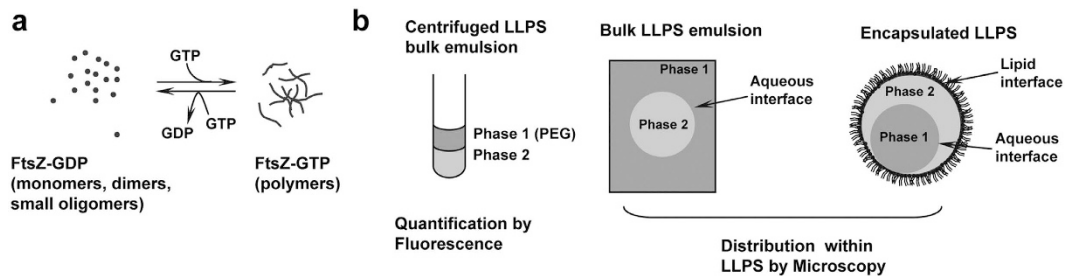 a
GTP
GDP
GTP
FtsZ-GDP
(monomers, dimers,
small oligomers)
FtsZ-GTP
(polymers)
b
Centrifuged LLPS
bulk emulsion
Phase 1 (PEG)
Phase 2
Quantification by
Fluorescence
Bulk LLPS emulsion
Phase 1
Phase 2
Aqueous
interface
Encapsulated LLPS
Phase 2
Phase 1
Lipid
interface
Aqueous
interface
Distribution within
LLPS by Microscopy